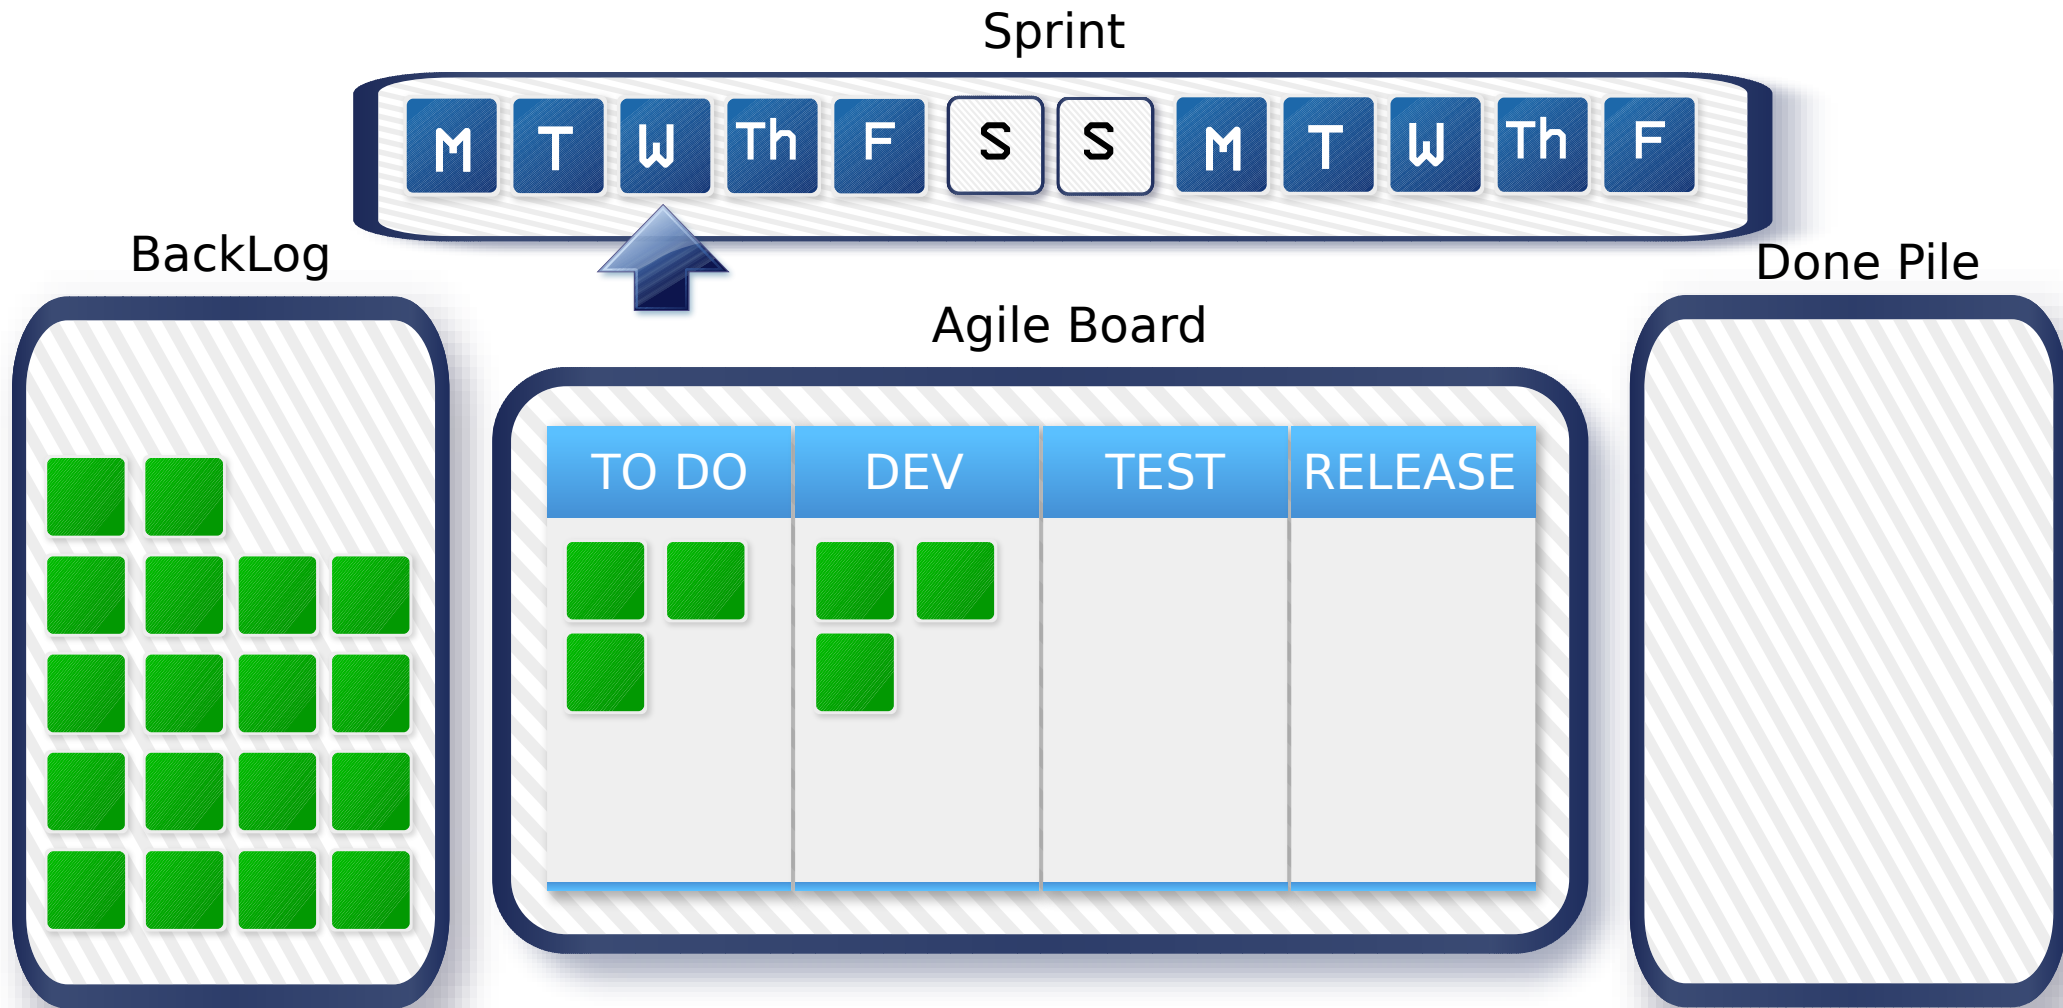 Sprint
M T W Th F S S M T W Th F
BackLog
Done Pile
Agile Board
TO DO DEV TEST RELEASE